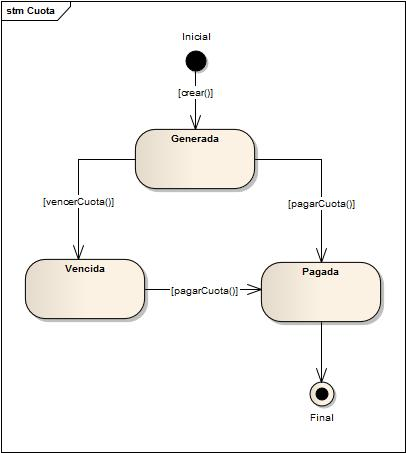 stm Cuota
Inicial
[crear()]
Generada
[vencerCuota()]
[pagarCuota()]
Vencida
[pagarCuota()]
Pagada
Final